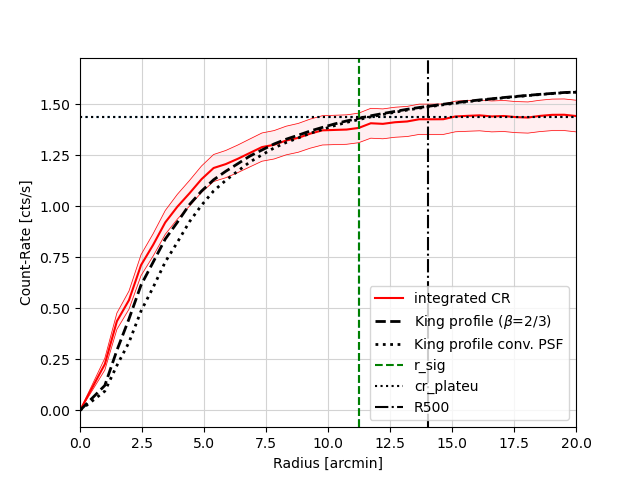 1.50
1.25
1.00
0.75
0.50
0.25
0.00
Count-Rate [cts/s]
integrated CR
King profile (β=2/3)
King profile conv. PSF
r_sig
cr_plateu
R500
0.0 2.5 5.0 7.5 10.0 12.5 15.0 17.5 20.0
Radius [arcmin]